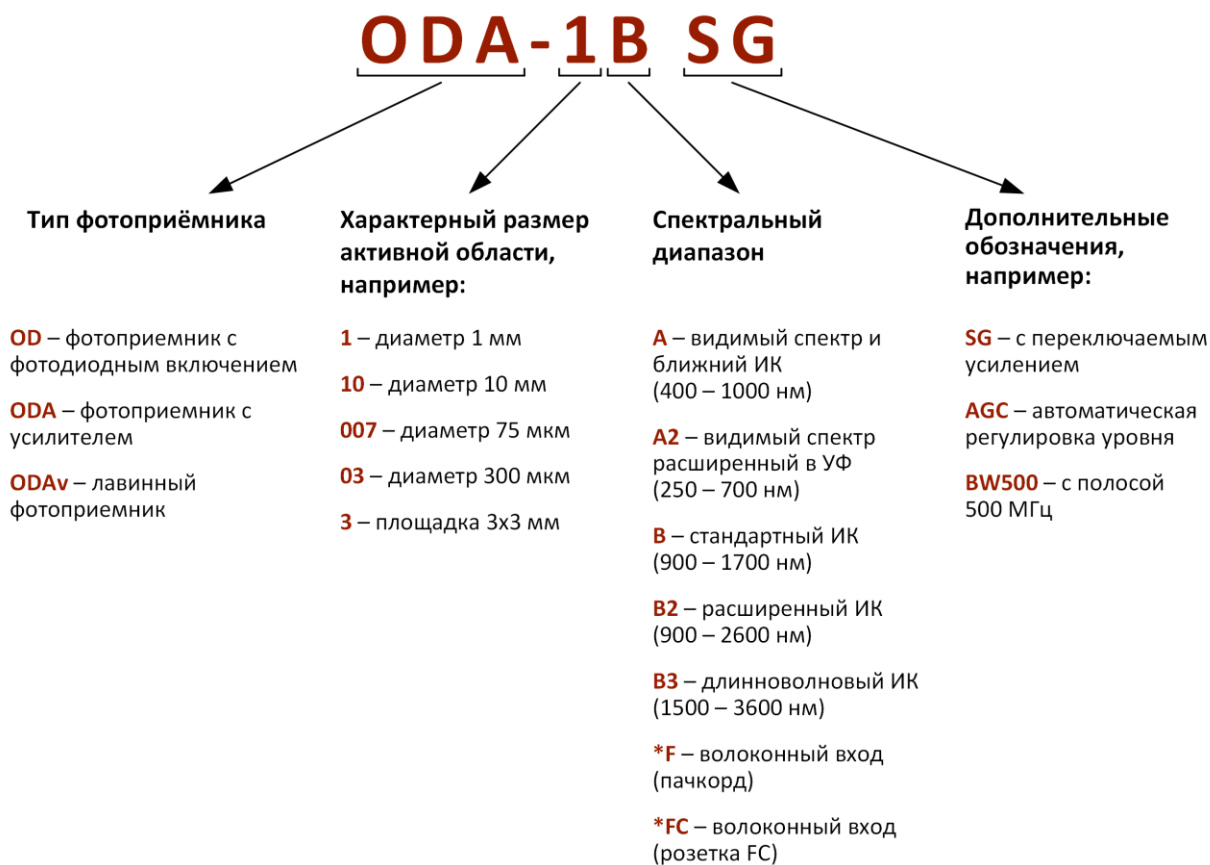 ODA-1B SG
Тип фотоприёмника
OD – фотоприемник с
фотодиодным включением
ODA – фотоприемник с
усилителем
ODAv – лавинный
фотоприемник
Характерный размер
активной области,
например:
1 – диаметр 1 мм
10 – диаметр 10 мм
007 – диаметр 75 мкм
03 – диаметр 300 мкм
3 – площадка 3х3 мм
Спектральный
диапазон
A – видимый спектр и
ближний ИК
(400 – 1000 нм)
A2 – видимый спектр
расширенный в УФ
(250 – 700 нм)
B – стандартный ИК
(900 – 1700 нм)
B2 – расширенный ИК
(900 – 2600 нм)
B3 – длинноволновый ИК
(1500 – 3600 нм)
*F – волоконный вход
(пачкорд)
*FC – волоконный вход
(розетка FC)
Дополнительные
обозначения,
например:
SG – с переключаемым
усилением
AGC – автоматическая
регулировка уровня
BW500 – с полосой
500 МГц